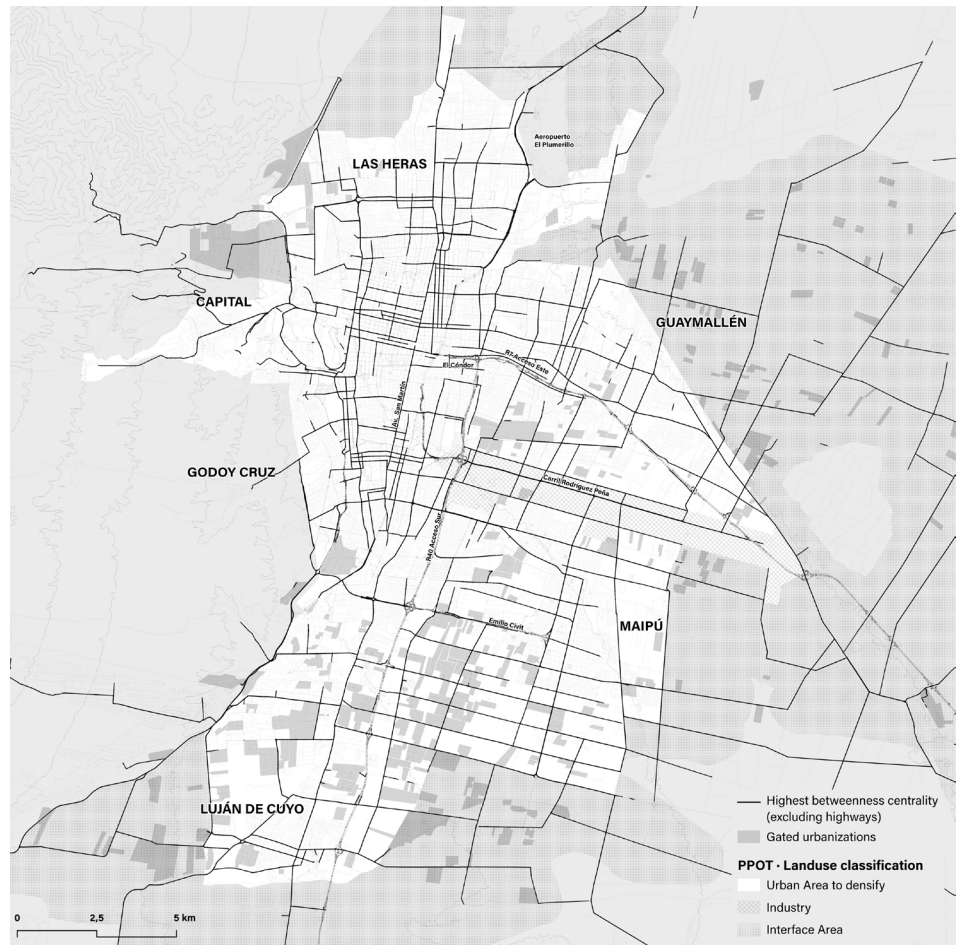 Aeropuerto
El Plumerillo
LAS HERAS
CAPITAL
GUAYMALLÉN
R7 Acceso Este
El Cóndor
Av. San Martín
GODOY CRUZ
Carril Rodríguez Peña
R40 Acceso Sur
Emilio Civit
MAIPÚ
LUJÁN DE CUYO
Highest betweenness centrality
(excluding highways)
Gated urbanizations
PPOT · Landuse classification
Urban Area to densify
Industry
Interface Area
0 2,5 5 km